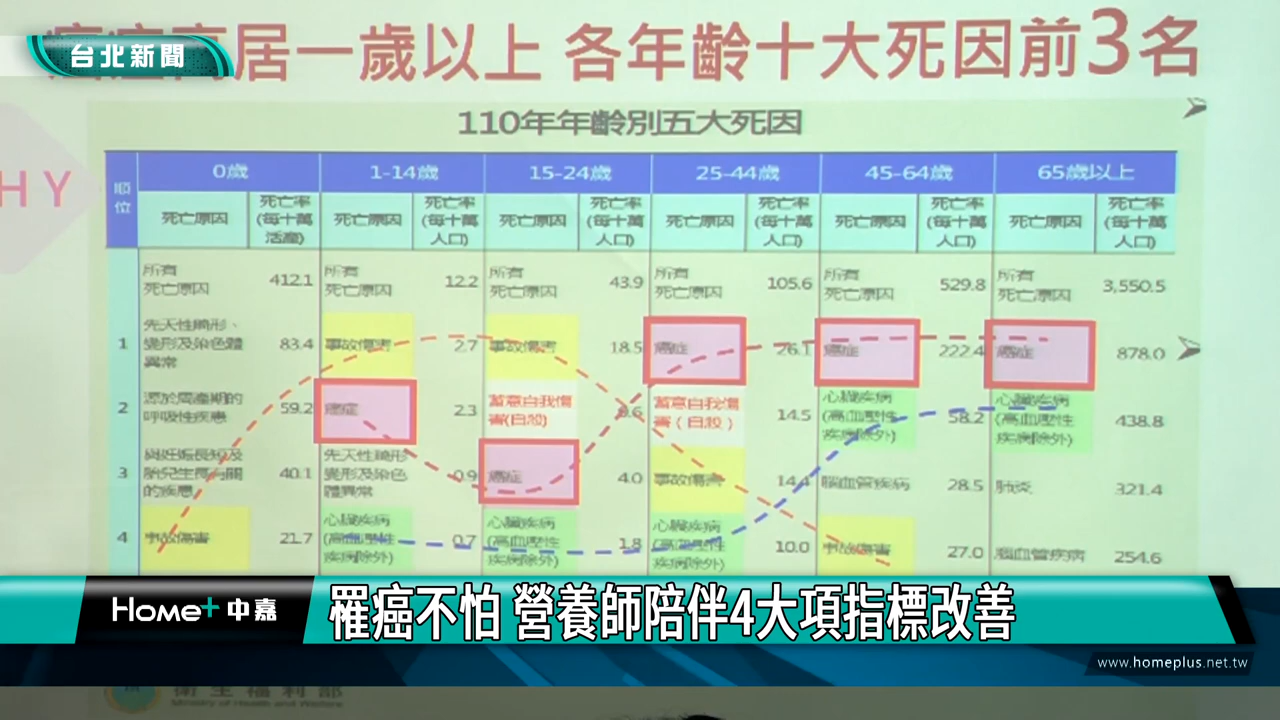 台北新聞
居一歲以上 各年齡十大死因前3名
HY
110年年齡別五大死因
順位 0歲 1-14歲 15-24歲 25-44歲 45-64歲 65歲以上
死亡原因 死亡率(每十萬活產) 死亡原因 死亡率(每十萬人口) 死亡原因 死亡率(每十萬人口) 死亡原因 死亡率(每十萬人口) 死亡原因 死亡率(每十萬人口) 死亡原因 死亡率(每十萬人口)
所有死亡原因 412.1 所有死亡原因 12.2 所有死亡原因 43.9 所有死亡原因 105.6 所有死亡原因 529.8 所有死亡原因 3,550.5
1 先天性畸形、變形及染色體異常 83.4 事故傷害 2.7 事故傷害 18.5 癌症 26.1 癌症 222.4 癌症 878.0
2 源於周產期的呼吸性疾患 59.2 癌症 2.3 蓄意自我傷害(自殺) .6 蓄意自我傷害(自殺) 14.5 心臟疾病(高血壓性疾病除外) 58.2 心臟疾病(高血壓性疾病除外) 438.8
3 與妊娠長短及胎兒生長有關的疾患 40.1 先天性畸形變形及染色體異常 0.9 癌症 4.0 事故傷害 14.4 腦血管疾病 28.5 肺炎 321.4
4 事故傷害 21.7 心臟疾病(高血壓性疾病除外) 0.7 心臟疾病(高血壓性疾病除外) 1.8 心臟疾病(高血壓性疾病除外) 10.0 事故傷害 27.0 腦血管疾病 254.6
Home+中嘉
罹癌不怕 營養師陪伴4大項指標改善
www.homeplus.net.tw
衛生福利部
Ministry of Health and Welfare